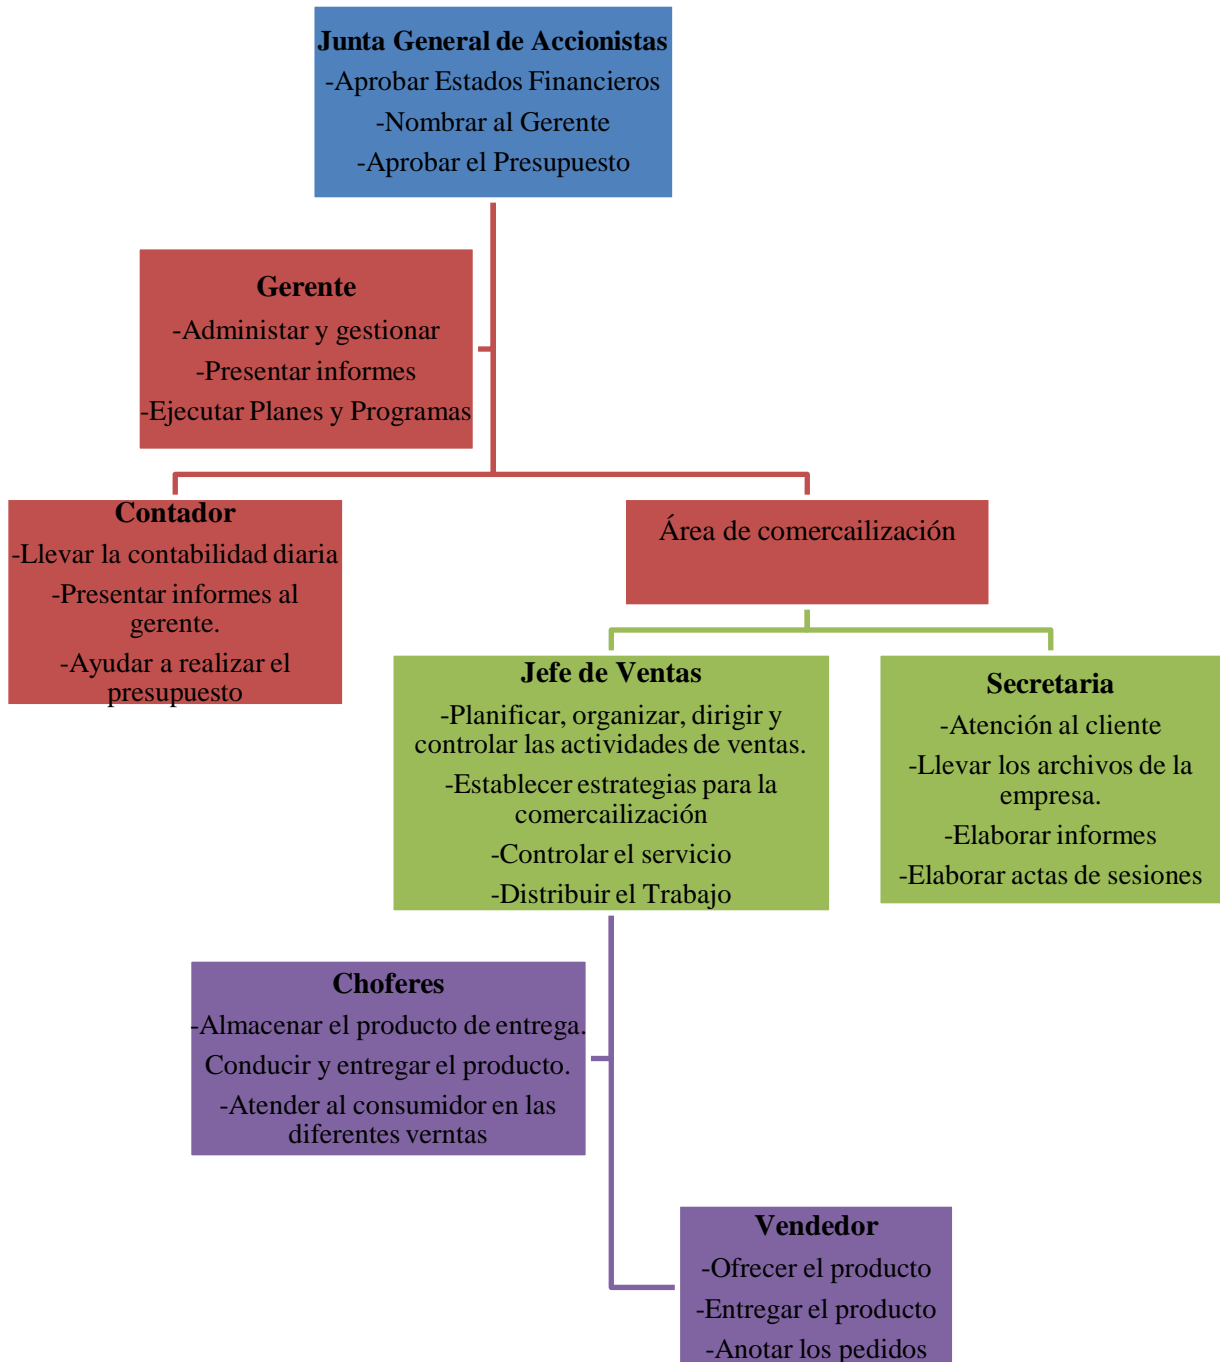 Junta General de Accionistas
-Aprobar Estados Financieros
-Nombrar al Gerente
-Aprobar el Presupuesto
Gerente
-Administar y gestionar
-Presentar informes
-Ejecutar Planes y Programas
Contador
-Llevar la contabilidad diaria
-Presentar informes al
gerente.
-Ayudar a realizar el
presupuesto
Área de comercailización
Jefe de Ventas
-Planificar, organizar, dirigir y
controlar las actividades de ventas.
-Establecer estrategias para la
comercailización
-Controlar el servicio
-Distribuir el Trabajo
Secretaria
-Atención al cliente
-Llevar los archivos de la
empresa.
-Elaborar informes
-Elaborar actas de sesiones
Choferes
-Almacenar el producto de entrega.
Conducir y entregar el producto.
-Atender al consumidor en las
diferentes verntas
Vendedor
-Ofrecer el producto
-Entregar el producto
-Anotar los pedidos